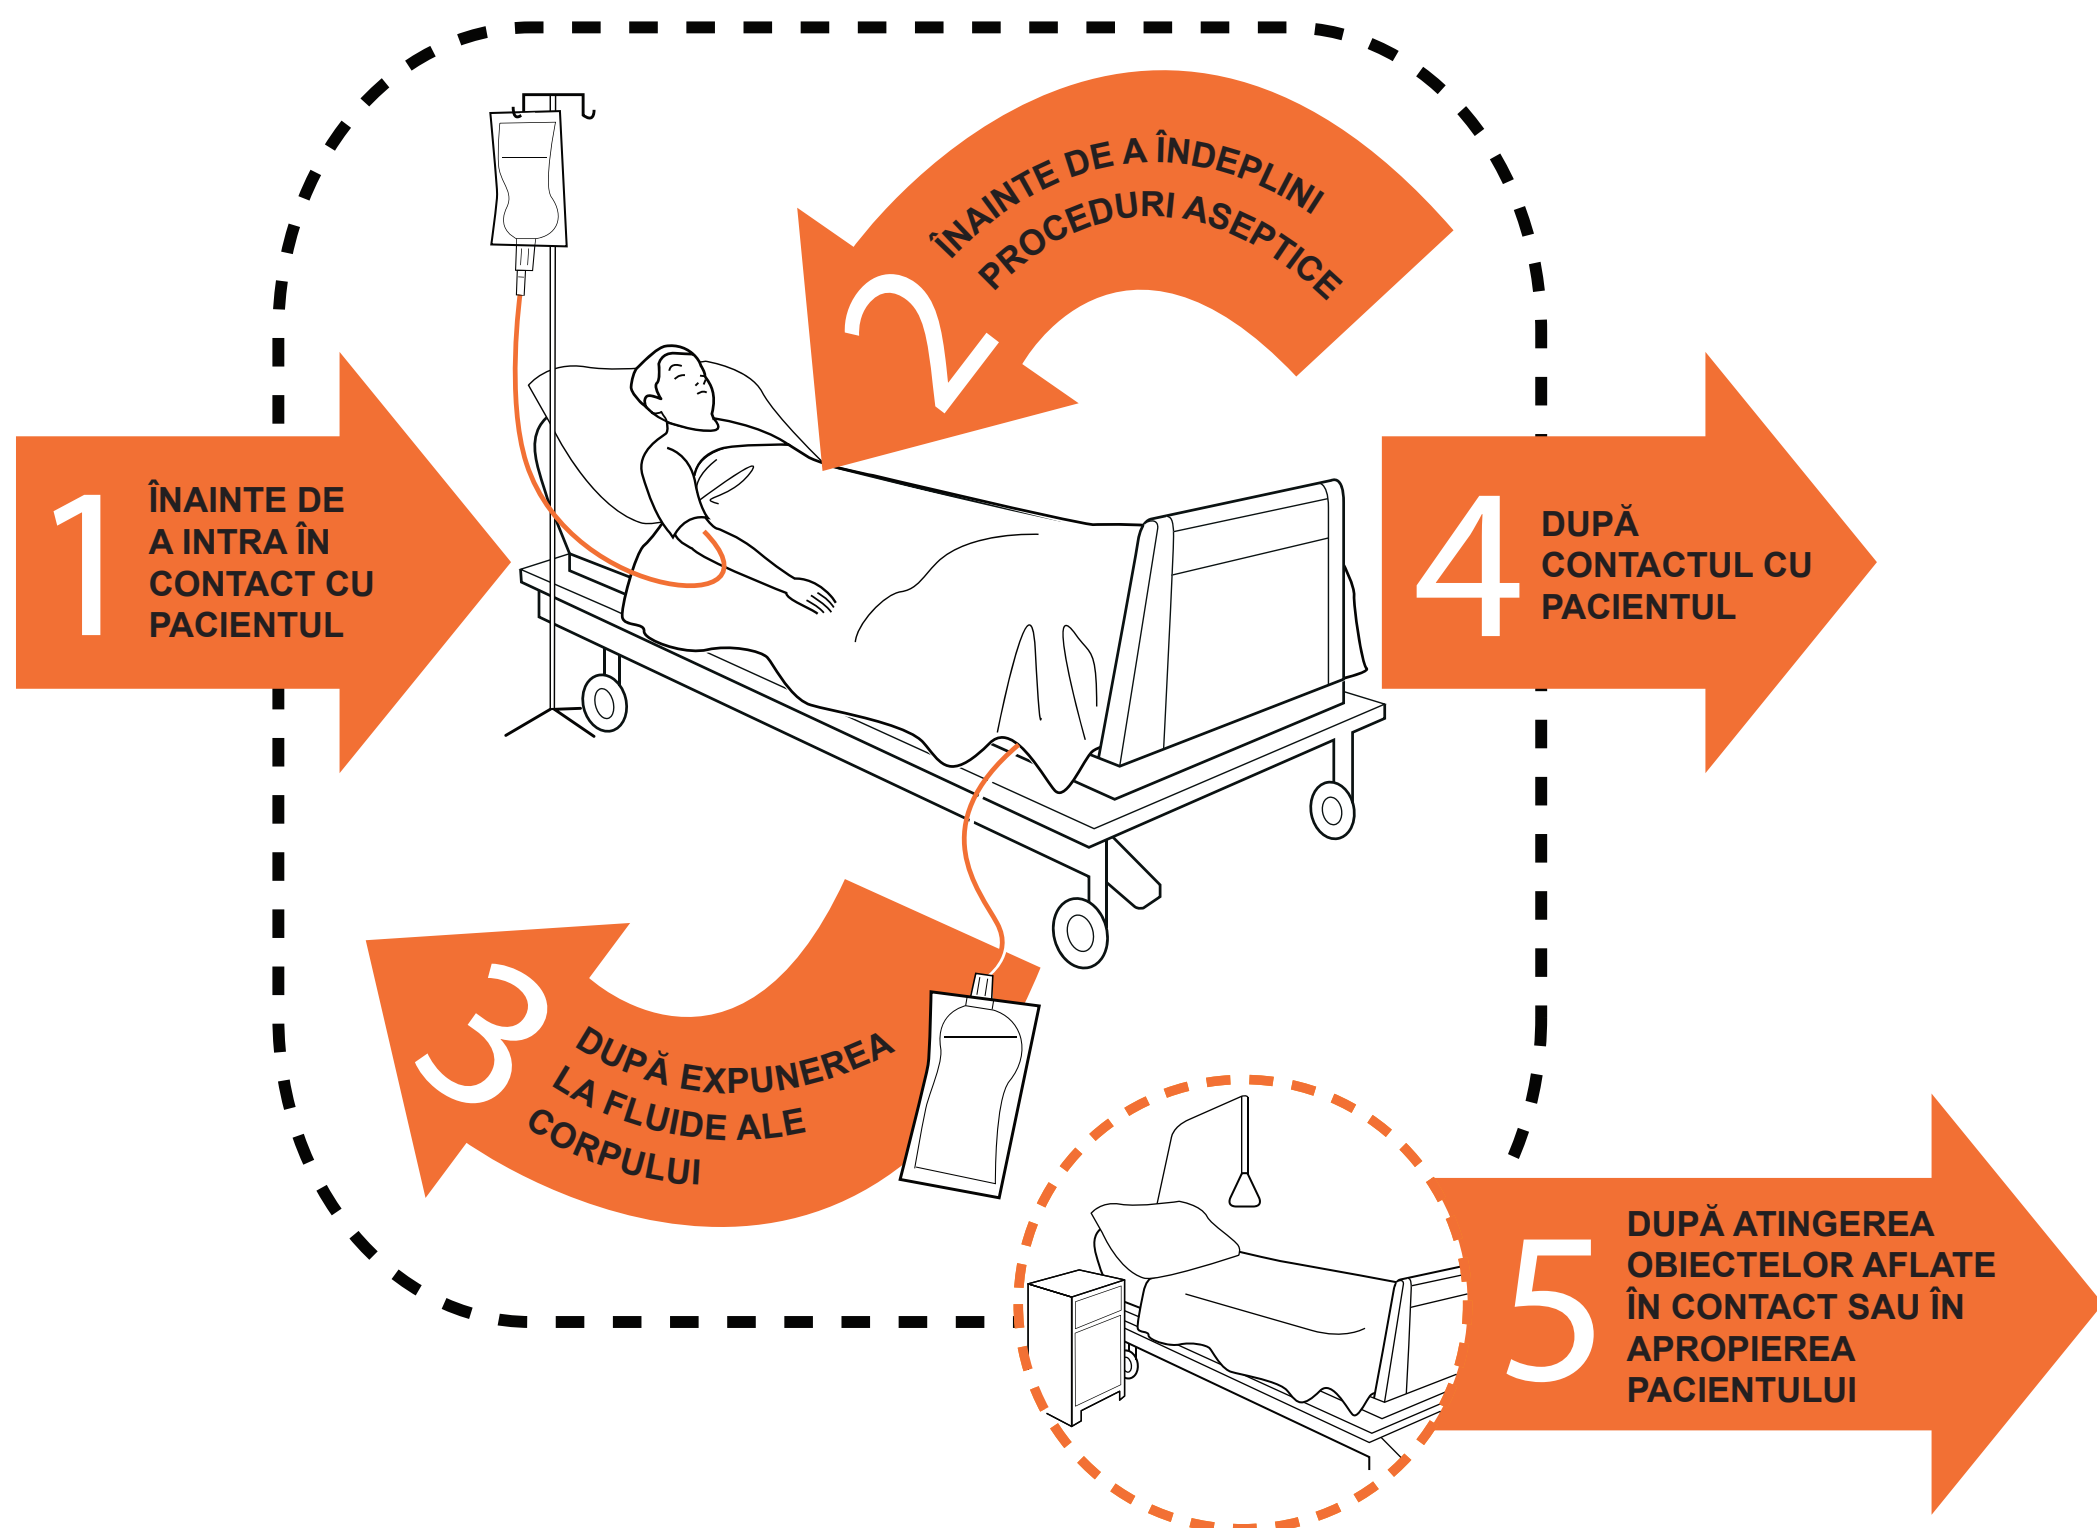 1
ÎNAINTE DE
A INTRA ÎN
CONTACT CU
PACIENTUL
2
ÎNAINTE DE A ÎNDEPLINI
PROCEDURI ASEPTICE
3
DUPĂ EXPUNEREA
LA FLUIDE ALE
CORPULUI
4
DUPĂ
CONTACTUL CU
PACIENTUL
5
DUPĂ ATINGEREA
OBIECTELOR AFLATE
ÎN CONTACT SAU ÎN
APROPIEREA
PACIENTULUI